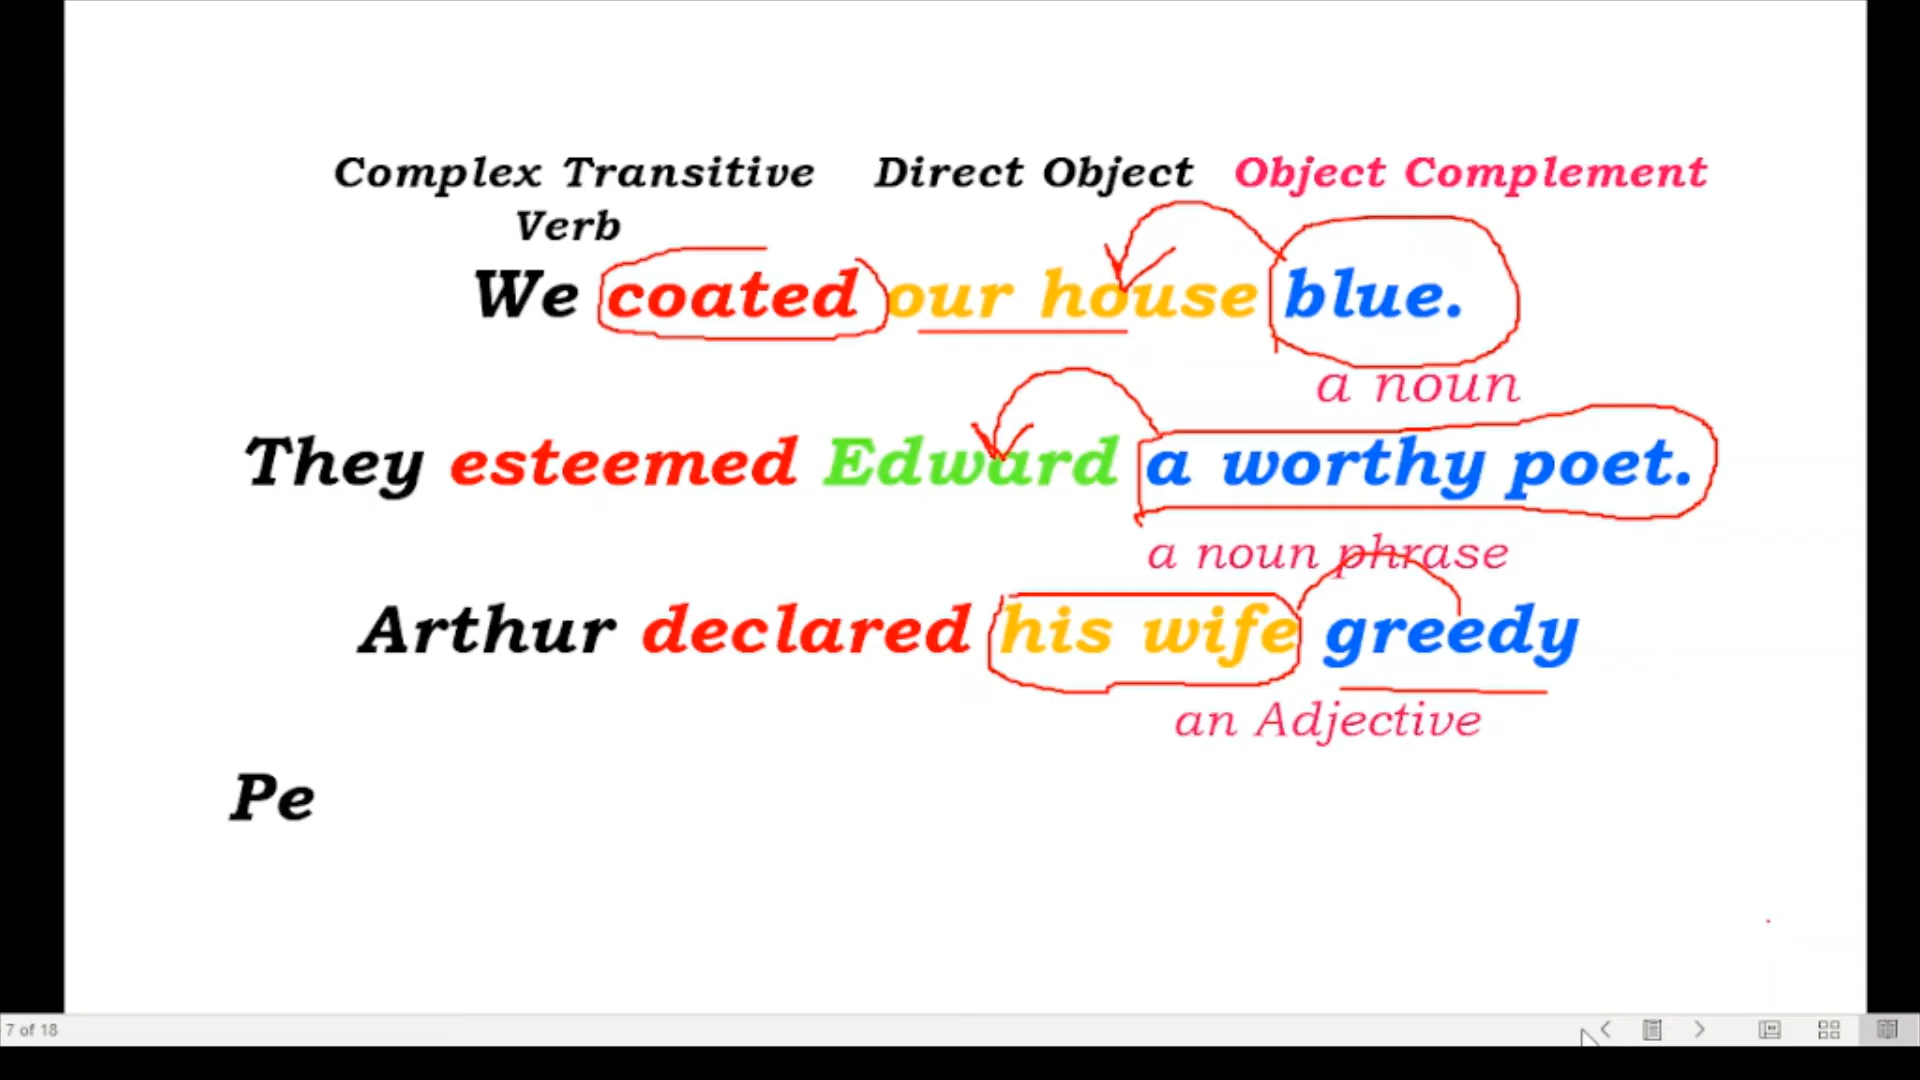 Complex Transitive Direct Object Object Complement
Verb
We coated our house blue.
a noun
They esteemed Edward a worthy poet.
a noun phrase
Arthur declared his wife greedy
an Adjective
Pe
7 of 18